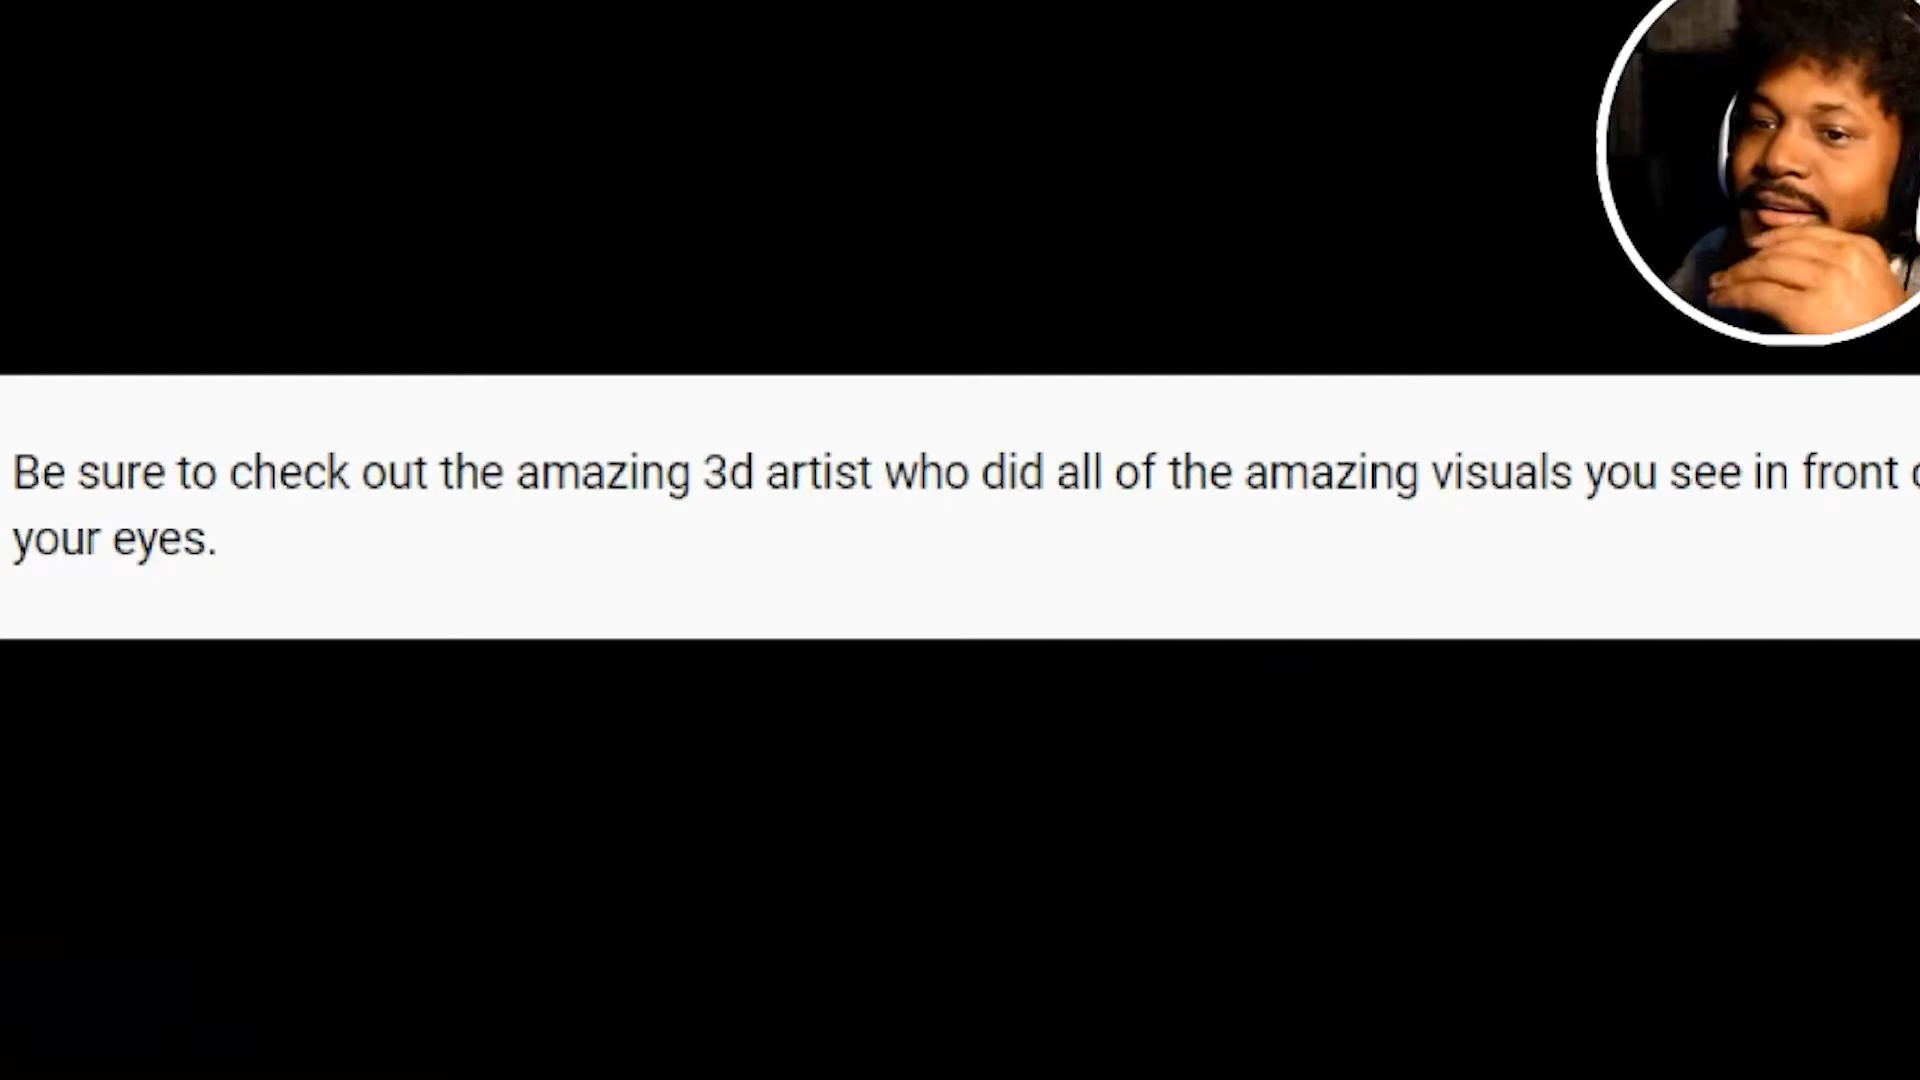 Be sure to check out the amazing 3d artist who did all of the amazing visuals you see in front
your eyes.